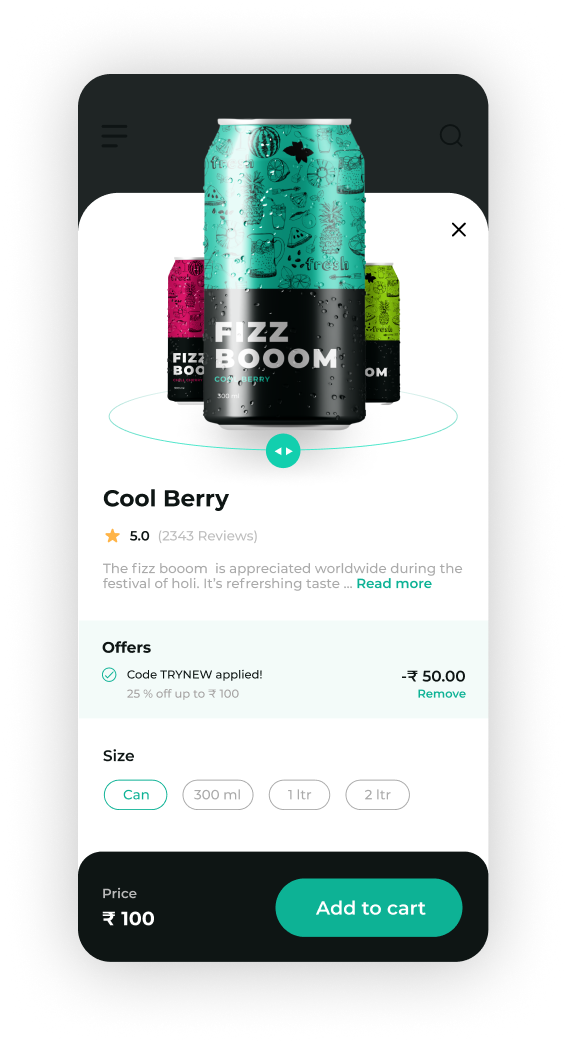 fresh
fresh
fresh
FIZZ
BOOOM
COOL BERRY
300 ml
FIZZ
BOO
OM
Cool Berry
5.0 (2343 Reviews)
The fizz booom is appreciated worldwide during the
festival of holi. It's refrershing taste ... Read more
Offers
Code TRYNEW applied! -₹ 50.00
25 % off up to ₹ 100 Remove
Size
Can 300 ml 1 ltr 2 ltr
Price
₹ 100 Add to cart